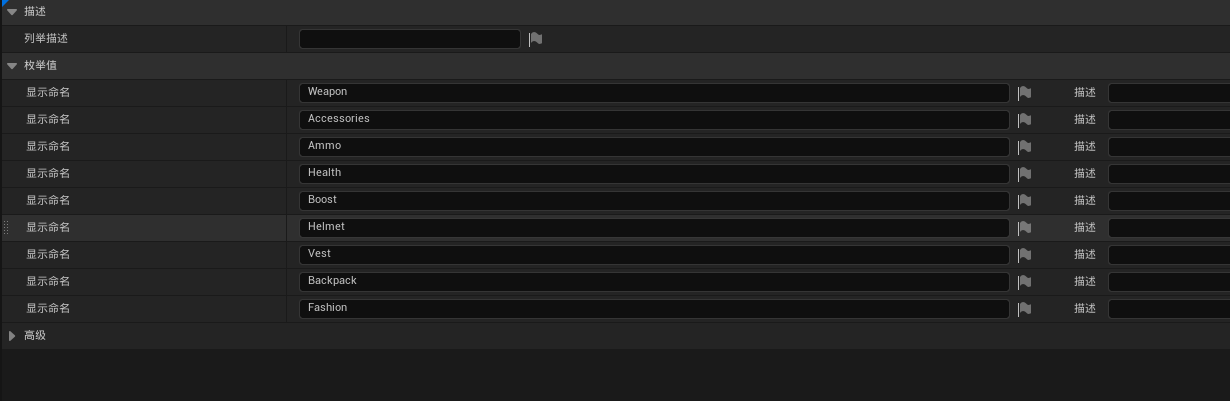 描述
列举描述
枚举值
显示命名 Weapon 描述
显示命名 Accessories 描述
显示命名 Ammo 描述
显示命名 Health 描述
显示命名 Boost 描述
显示命名 Helmet 描述
显示命名 Vest 描述
显示命名 Backpack 描述
显示命名 Fashion 描述
高级